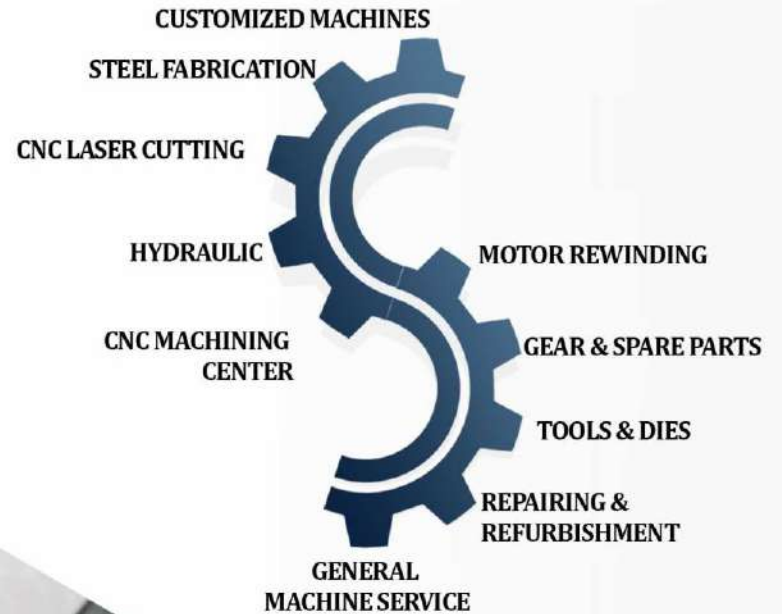 CUSTOMIZED MACHINES
STEEL FABRICATION
CNC LASER CUTTING
HYDRAULIC
CNC MACHINING
CENTER
MOTOR REWINDING
GEAR & SPARE PARTS
TOOLS & DIES
REPAIRING &
REFURBISHMENT
GENERAL
MACHINE SERVICE